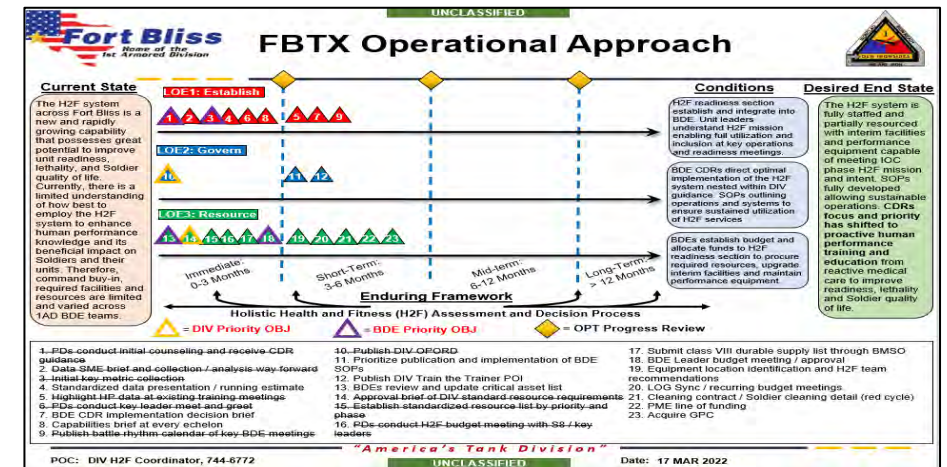 UNCLASSIFIED
Fort Bliss
Home of the
1st Armored Division
FBTX Operational Approach
1
OLD IRONSIDES
Current State
The H2F system
across Fort Bliss is a
new and rapidly
growing capability
that possesses great
potential to improve
unit readiness,
lethality, and Soldier
quality of life.
Currently, there is a
limited understanding
of how best to
employ the H2F
system to enhance
human performance
knowledge and its
beneficial impact on
Soldiers and their
units. Therefore,
command buy-in,
required facilities and
resources are limited
and varied across
1AD BDE teams.
LOE1: Establish
1 2 3 4 6 8 5 7 9
LOE2: Govern
10 11 12
LOE3: Resource
13 14 15 16 17 18 19 20 21 22 23
Immediate:
0-3 Months
Short-Term:
3-6 Months
Mid-term:
6-12 Months
Long-Term:
> 12 Months
Enduring Framework
Holistic Health and Fitness (H2F) Assessment and Decision Process
= DIV Priority OBJ
= BDE Priority OBJ
= OPT Progress Review
Conditions
H2F readiness section
establish and integrate into
BDE. Unit leaders
understand H2F mission
enabling full utilization and
inclusion at key operations
and readiness meetings.
BDE CDRs direct optimal
implementation of the H2F
system nested within DIV
guidance. SOPs outlining
operations and systems to
ensure sustained utilization
of H2F services
BDEs establish budget and
allocate funds to H2F
readiness section to procure
required resources, upgrade
interim facilities and maintain
performance equipment.
Desired End State
The H2F system is
fully staffed and
partially resourced
with interim facilities
and performance
equipment capable
of meeting IOC
phase H2F mission
and intent. SOPs
fully developed
allowing sustainable
operations. CDRs
focus and priority
has shifted to
proactive human
performance
training and
education from
reactive medical
care to improve
readiness, lethality
and Soldier quality
of life.
1. PDs conduct initial counseling and receive CDR
guidance
2. Data SME brief and collection / analysis way forward
3. Initial key metric collection
4. Standardized data presentation / running estimate
5. Highlight HP data at existing training meetings
6. PDs conduct key leader meet and greet
7. BDE CDR implementation decision brief
8. Capabilities brief at every echelon
9. Publish battle rhythm calendar of key BDE meetings
10. Publish DIV OPORD
11. Prioritize publication and implementation of BDE
SOPs
12. Publish DIV Train the Trainer POI
13. BDEs review and update critical asset list
14. Approval brief of DIV standard resource requirements
15. Establish standardized resource list by priority and
phase
16. PDs conduct H2F budget meeting with S8 / key
leaders
17. Submit class VIII durable supply list through BMSO
18. BDE Leader budget meeting / approval
19. Equipment location identification and H2F team
recommendations
20. LOG Sync / recurring budget meetings
21. Cleaning contract / Soldier cleaning detail (red cycle)
22. PME line of funding
23. Acquire GPC
"America's Tank Division"
POC: DIV H2F Coordinator, 744-6772
UNCLASSIFIED
Date: 17 MAR 2022